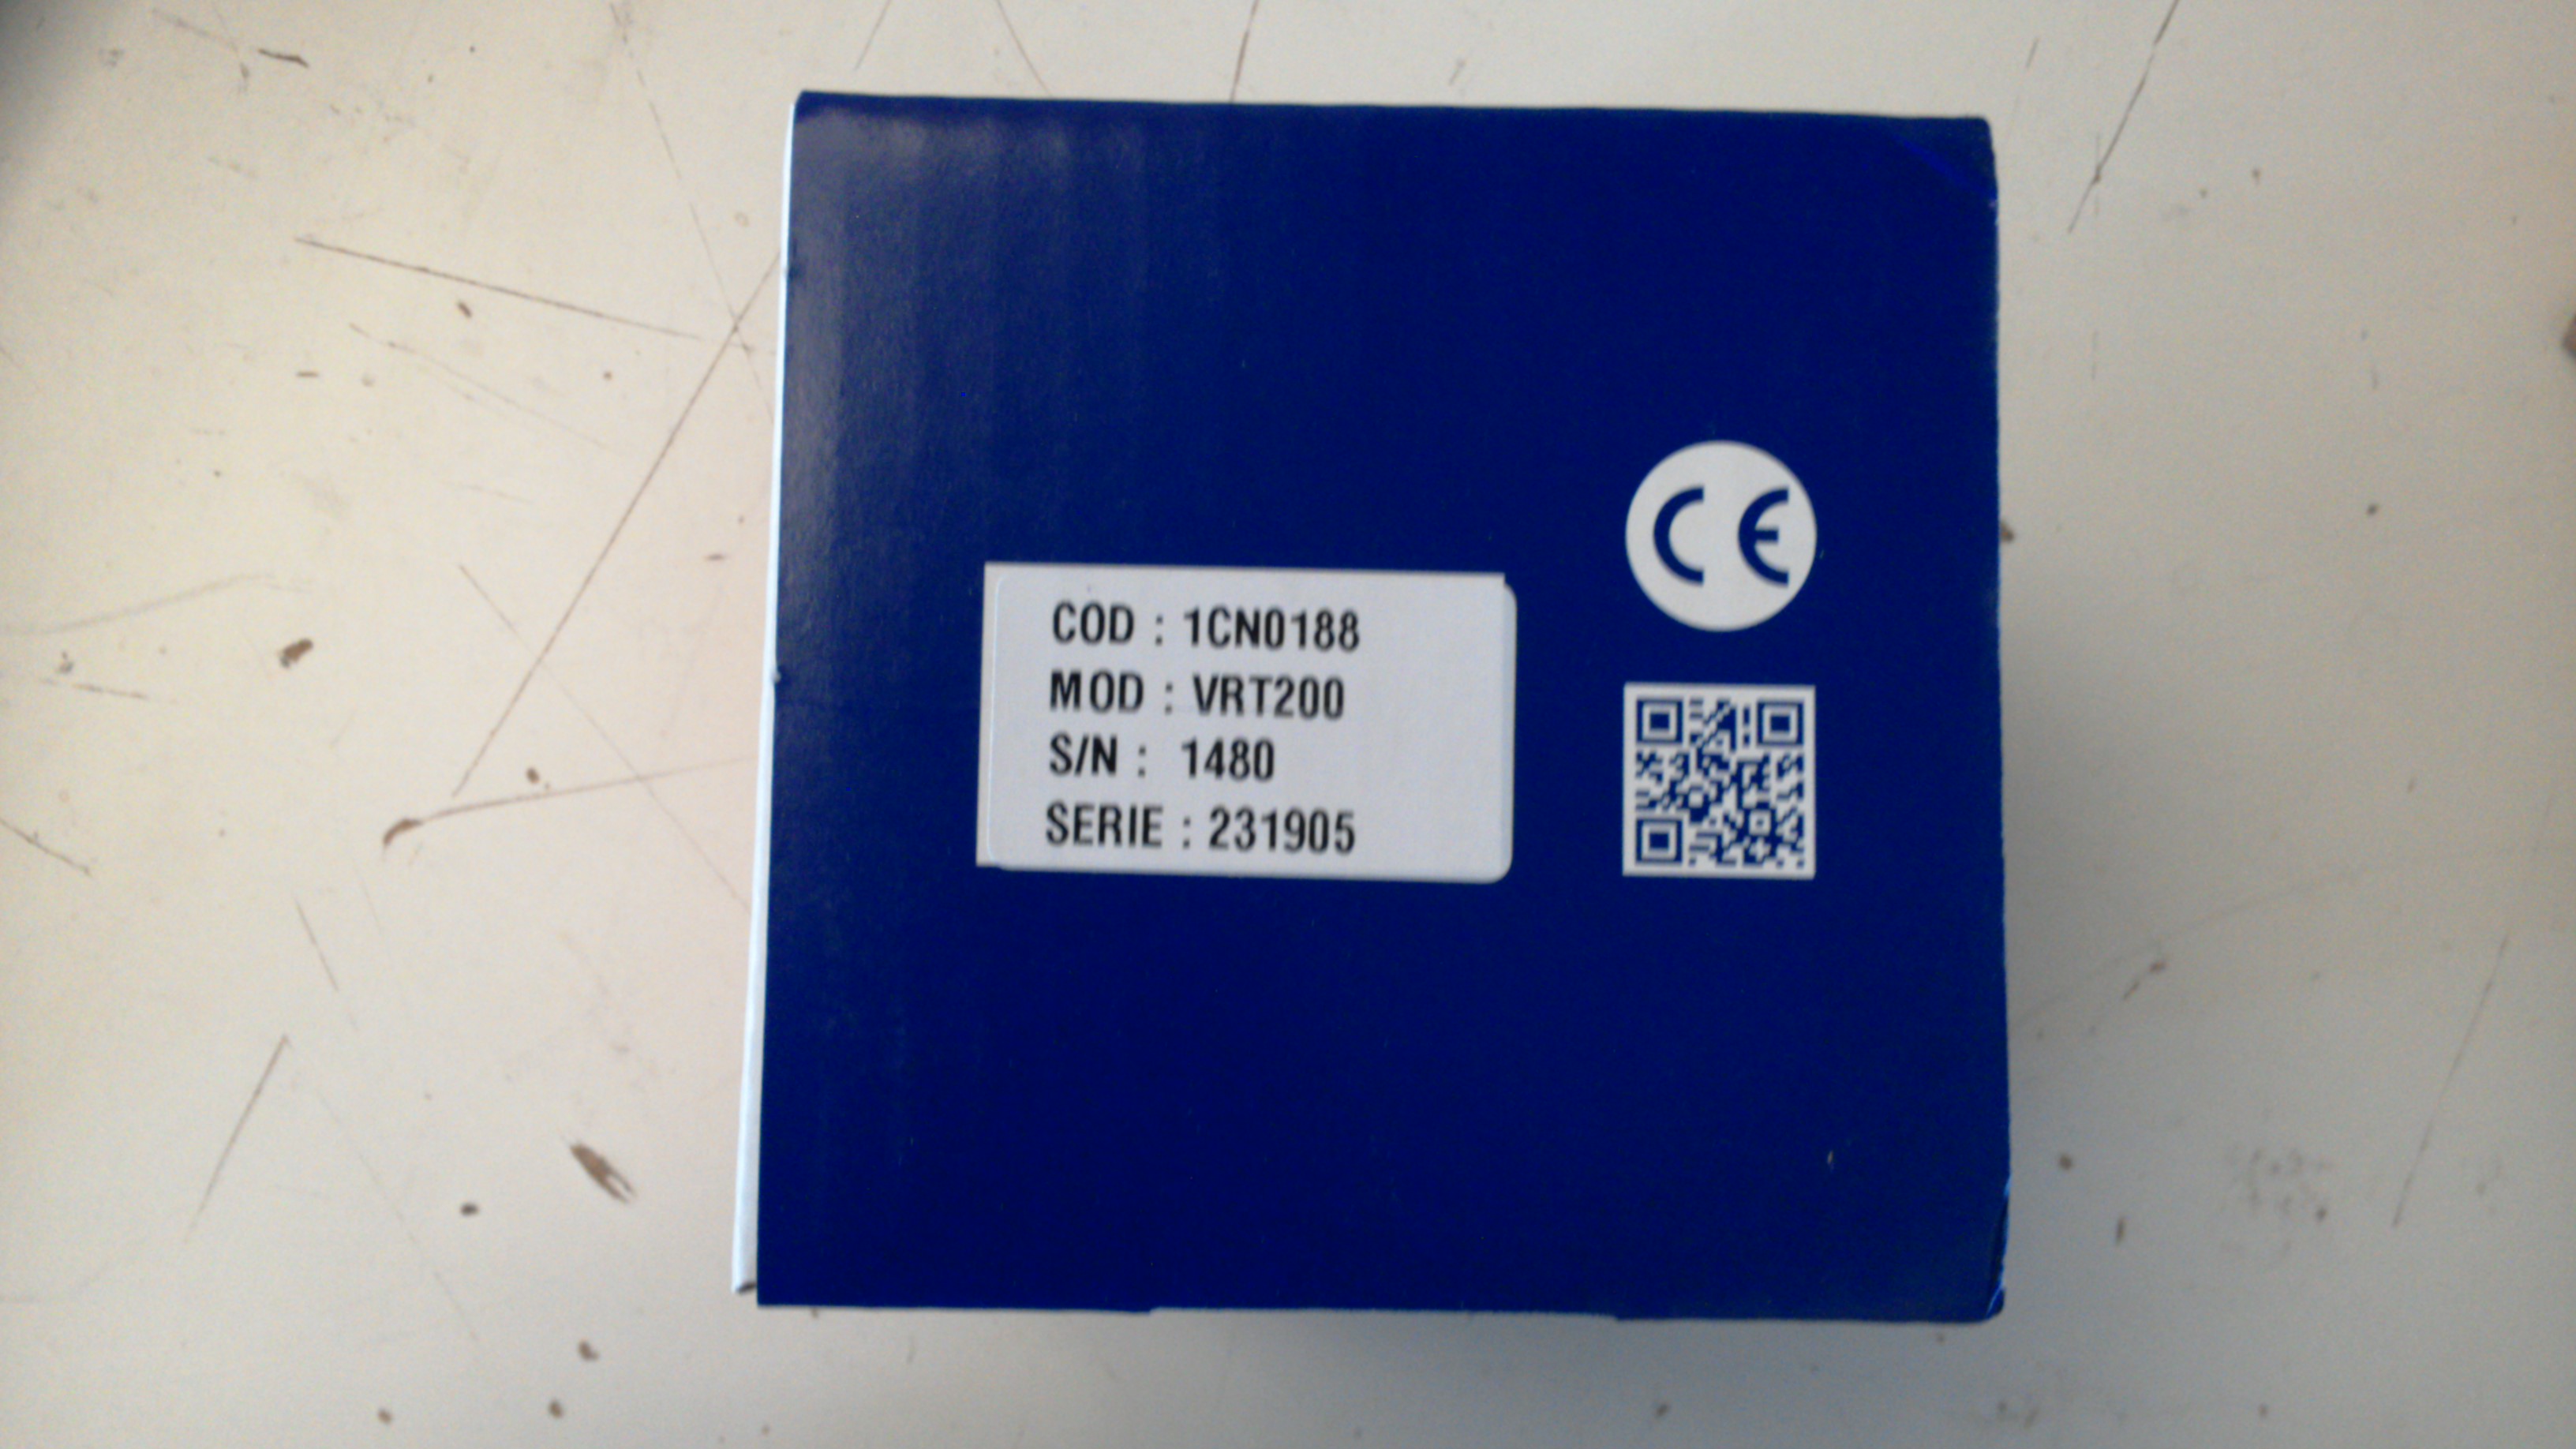 COD : 1CN0188
MOD : VRT200
S/N : 1480
SERIE : 231905
CE